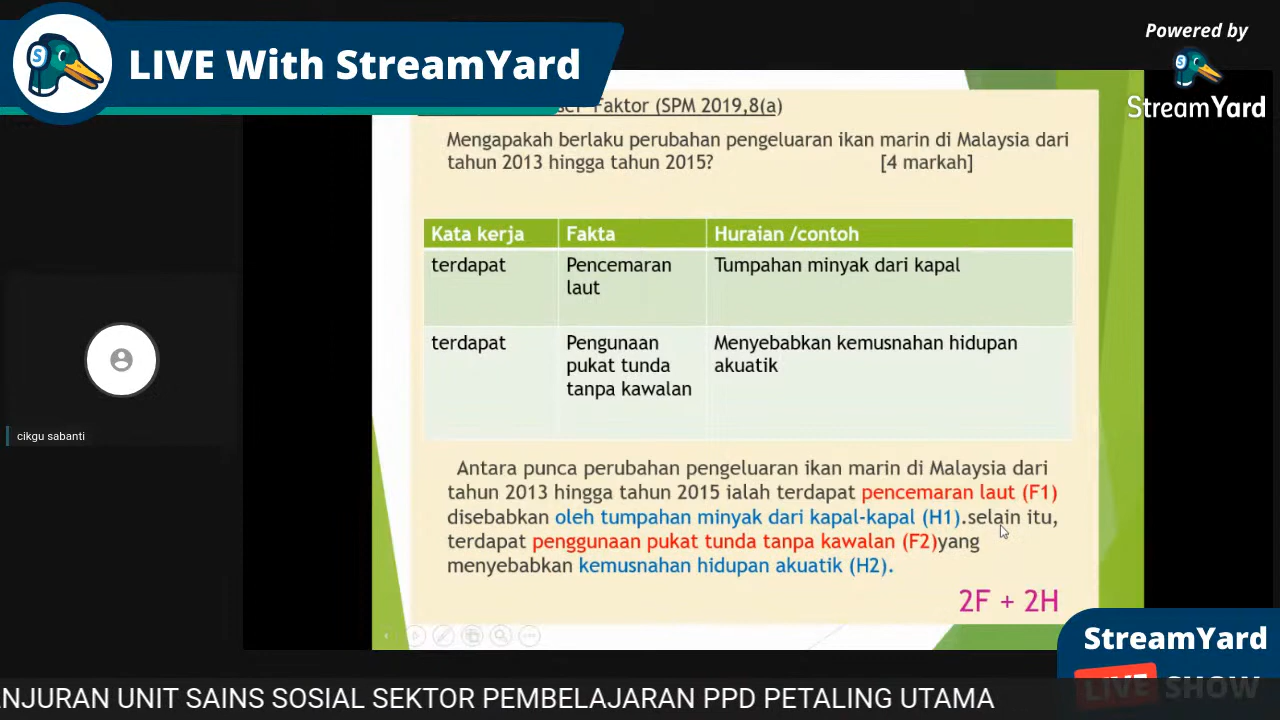 LIVE With StreamYard
Powered by
StreamYard
Faktor (SPM 2019,8(a)
Mengapakah berlaku perubahan pengeluaran ikan marin di Malaysia dari
tahun 2013 hingga tahun 2015? [4 markah]
Kata kerja Fakta Huraian /contoh
terdapat Pencemaran Tumpahan minyak dari kapal
laut
terdapat Pengunaan Menyebabkan kemusnahan hidupan
pukat tunda akuatik
tanpa kawalan
Antara punca perubahan pengeluaran ikan marin di Malaysia dari
tahun 2013 hingga tahun 2015 ialah terdapat pencemaran laut (F1)
disebabkan oleh tumpahan minyak dari kapal-kapal (H1).selain itu,
terdapat penggunaan pukat tunda tanpa kawalan (F2)yang
menyebabkan kemusnahan hidupan akuatik (H2).
2F + 2H
cikgu sabanti
StreamYard
LIVE SHOW
NJURAN UNIT SAINS SOSIAL SEKTOR PEMBELAJARAN PPD PETALING UTAMA